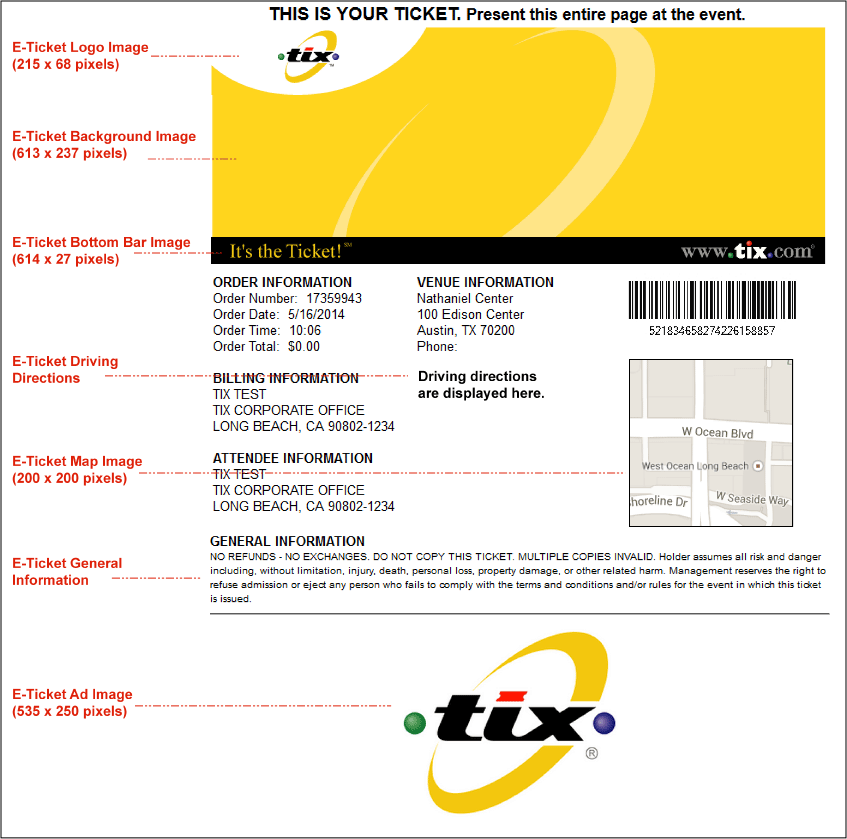 THIS IS YOUR TICKET. Present this entire page at the event.
E-Ticket Logo Image
(215 x 68 pixels)
tix
TM
E-Ticket Background Image
(613 x 237 pixels)
E-Ticket Bottom Bar Image
(614 x 27 pixels)
It's the Ticket! SM
www.tix.com®
ORDER INFORMATION
Order Number: 17359943
Order Date: 5/16/2014
Order Time: 10:06
Order Total: $0.00
VENUE INFORMATION
Nathaniel Center
100 Edison Center
Austin, TX 70200
Phone:
521834658274226158857
E-Ticket Driving
Directions
BILLING INFORMATION
TIX TEST
TIX CORPORATE OFFICE
LONG BEACH, CA 90802-1234
Driving directions
are displayed here.
W Ocean Blvd
West Ocean Long Beach
W Seaside Way
horeline Dr
E-Ticket Map Image
(200 x 200 pixels)
ATTENDEE INFORMATION
TIX TEST
TIX CORPORATE OFFICE
LONG BEACH, CA 90802-1234
E-Ticket General
Information
GENERAL INFORMATION
NO REFUNDS - NO EXCHANGES. DO NOT COPY THIS TICKET. MULTIPLE COPIES INVALID. Holder assumes all risk and danger
including, without limitation, injury, death, personal loss, property damage, or other related harm. Management reserves the right to
refuse admission or eject any person who fails to comply with the terms and conditions and/or rules for the event in which this ticket
is issued.
E-Ticket Ad Image
(535 x 250 pixels)
tix
®